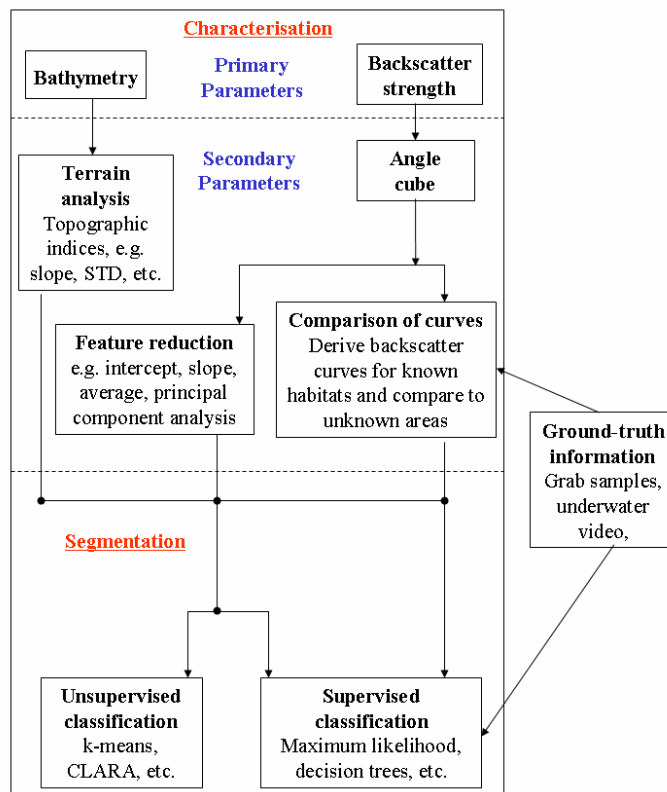 Characterisation
Bathymetry
Primary
Parameters
Backscatter
strength
Terrain
analysis
Topographic
indices, e.g.
slope, STD, etc.
Secondary
Parameters
Angle
cube
Feature reduction
e.g. intercept, slope,
average, principal
component analysis
Comparison of curves
Derive backscatter
curves for known
habitats and compare to
unknown areas
Ground-truth
information
Grab samples,
underwater
video,
Segmentation
Unsupervised
classification
k-means,
CLARA, etc.
Supervised
classification
Maximum likelihood,
decision trees, etc.